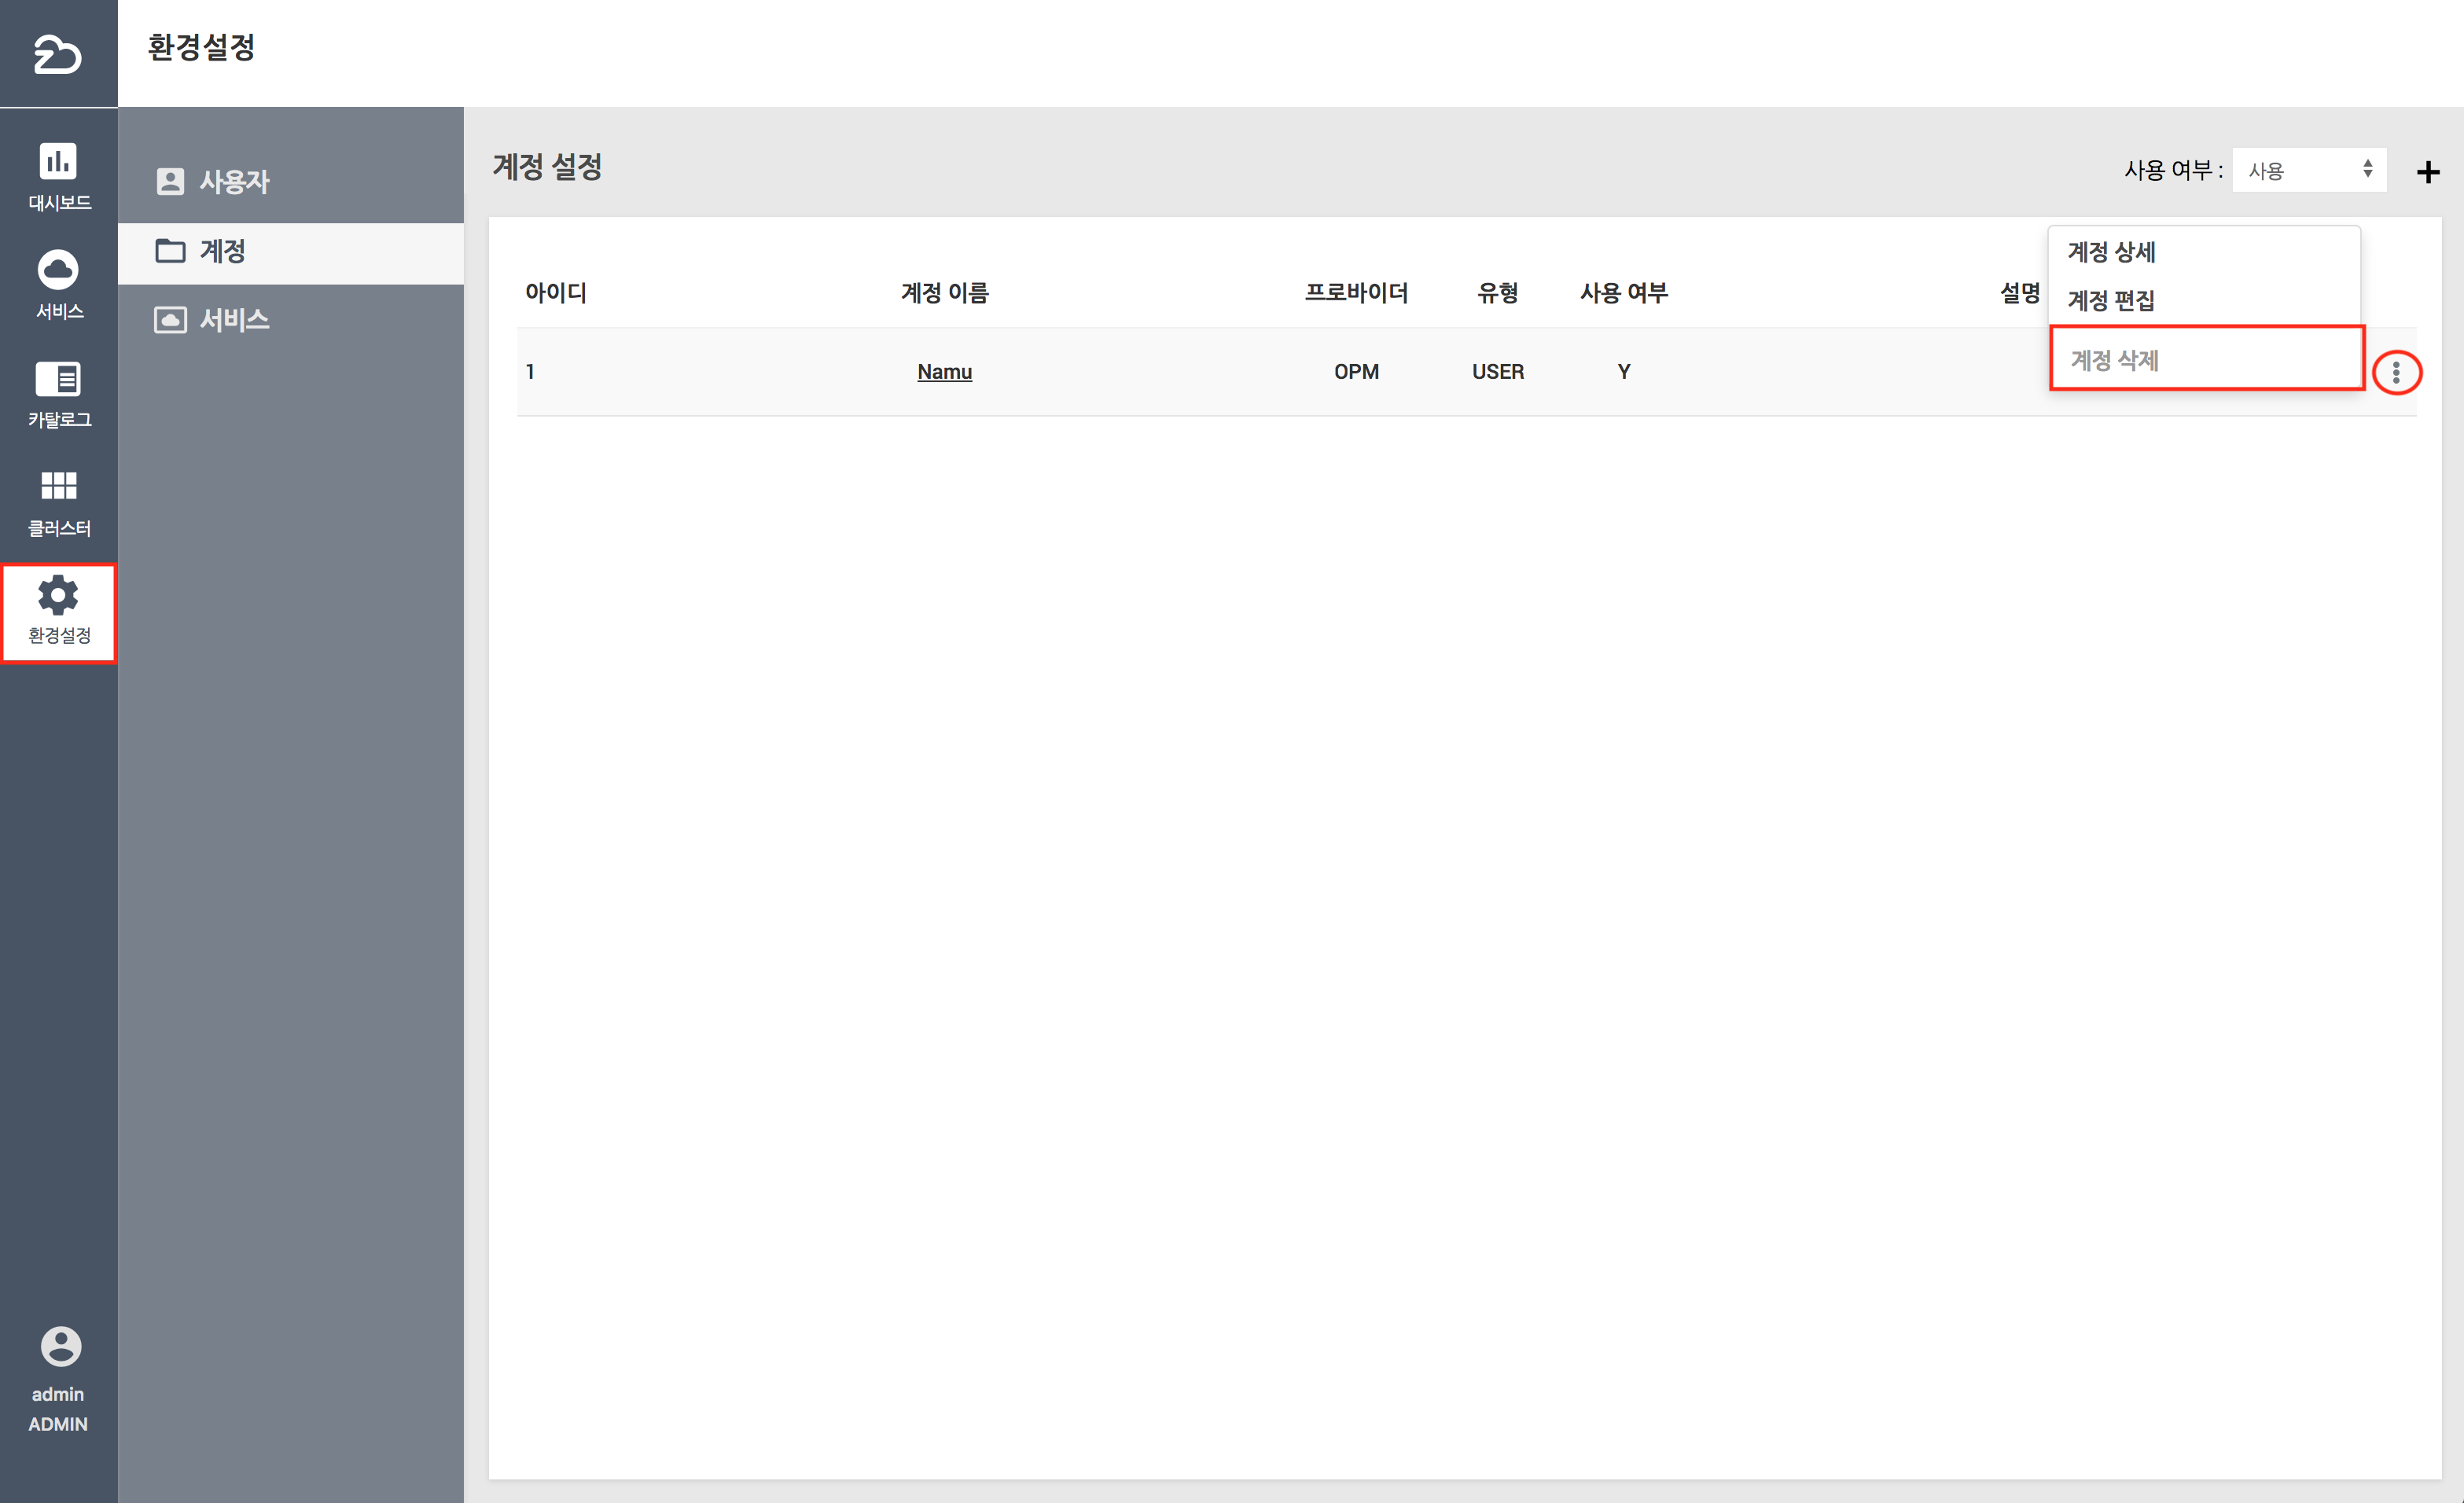 환경설정
대시보드
서비스
카탈로그
클러스터
환경설정
admin
ADMIN
사용자
계정
서비스
계정 설정
사용 여부 : 사용
아이디 계정 이름 프로바이더 유형 사용 여부 설명
1 Namu OPM USER Y
계정 상세
계정 편집
계정 삭제